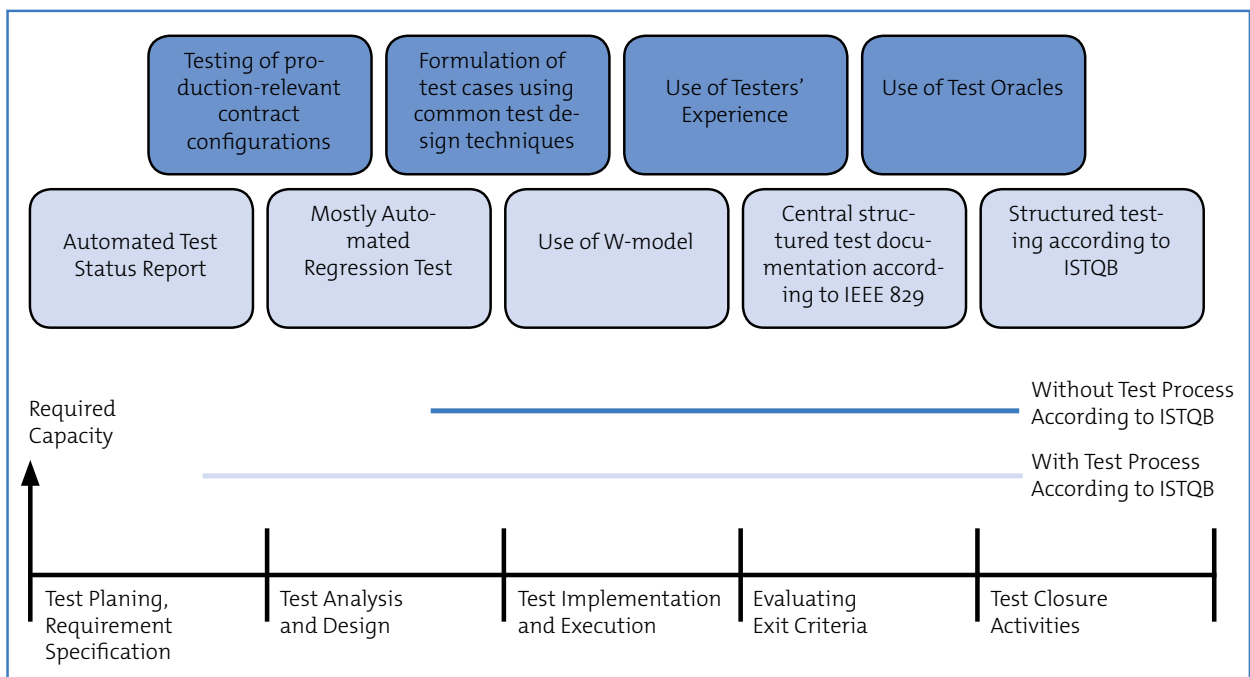 Testing of pro-
duction-relevant
contract
configurations
Formulation of
test cases using
common test de-
sign techniques
Use of Testers’
Experience
Use of Test Oracles
Automated Test
Status Report
Mostly Auto-
mated
Regression Test
Use of W-model
Central struc-
tured test docu-
mentation accord-
ing to IEEE 829
Structured test-
ing according to
ISTQB
Required
Capacity
Without Test Process
According to ISTQB
With Test Process
According to ISTQB
Test Planing,
Requirement
Specification
Test Analysis
and Design
Test Implementation
and Execution
Evaluating
Exit Criteria
Test Closure
Activities